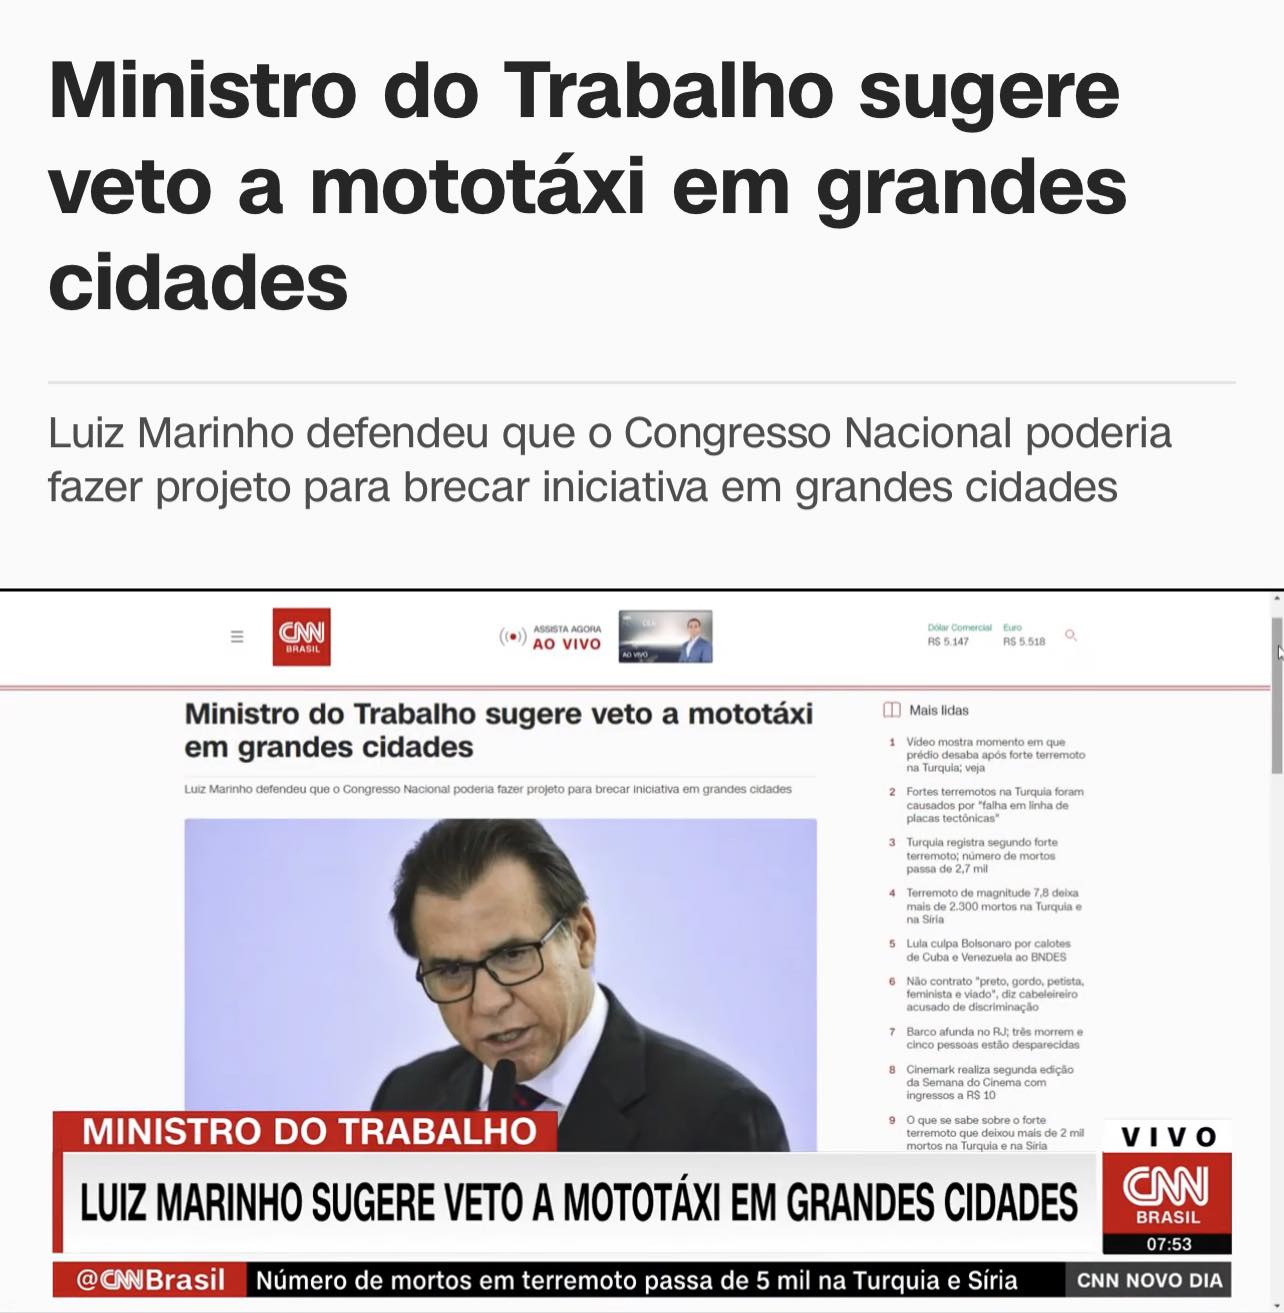 Ministro do Trabalho sugere
veto a mototáxi em grandes
cidades
Luiz Marinho defendeu que o Congresso Nacional poderia
fazer projeto para brecar iniciativa em grandes cidades
CNN
BRASIL
ASSISTA AGORA
AO VIVO
AO VIVO
Dólar Comercial
R$ 5.147
Euro
R$ 5.518
Ministro do Trabalho sugere veto a mototáxi
em grandes cidades
Luiz Marinho defendeu que o Congresso Nacional poderia fazer projeto para brecar iniciativa em grandes cidades
Mais lidas
1 Vídeo mostra momento em que
prédio desaba após forte terremoto
na Turquia; veja
2 Fortes terremotos na Turquia foram
causados por "falha em linha de
placas tectônicas"
3 Turquia registra segundo forte
terremoto; número de mortos
passa de 2,7 mil
4 Terremoto de magnitude 7,8 deixa
mais de 2.300 mortos na Turquia e
na Síria
5 Lula culpa Bolsonaro por calotes
de Cuba e Venezuela ao BNDES
6 Não contrato "preto, gordo, petista,
feminista e viado", diz cabeleireiro
acusado de discriminação
7 Barco afunda no RJ; três morrem e
cinco pessoas estão desparecidas
8 Cinemark realiza segunda edição
da Semana do Cinema com
ingressos a R$ 10
9 O que se sabe sobre o forte
terremoto que deixou mais de 2 mil
mortos na Turquia e na Síria
MINISTRO DO TRABALHO
LUIZ MARINHO SUGERE VETO A MOTOTÁXI EM GRANDES CIDADES
VIVO
CNN
BRASIL
07:53
@CNNBrasil
Número de mortos em terremoto passa de 5 mil na Turquia e Síria
CNN NOVO DIA